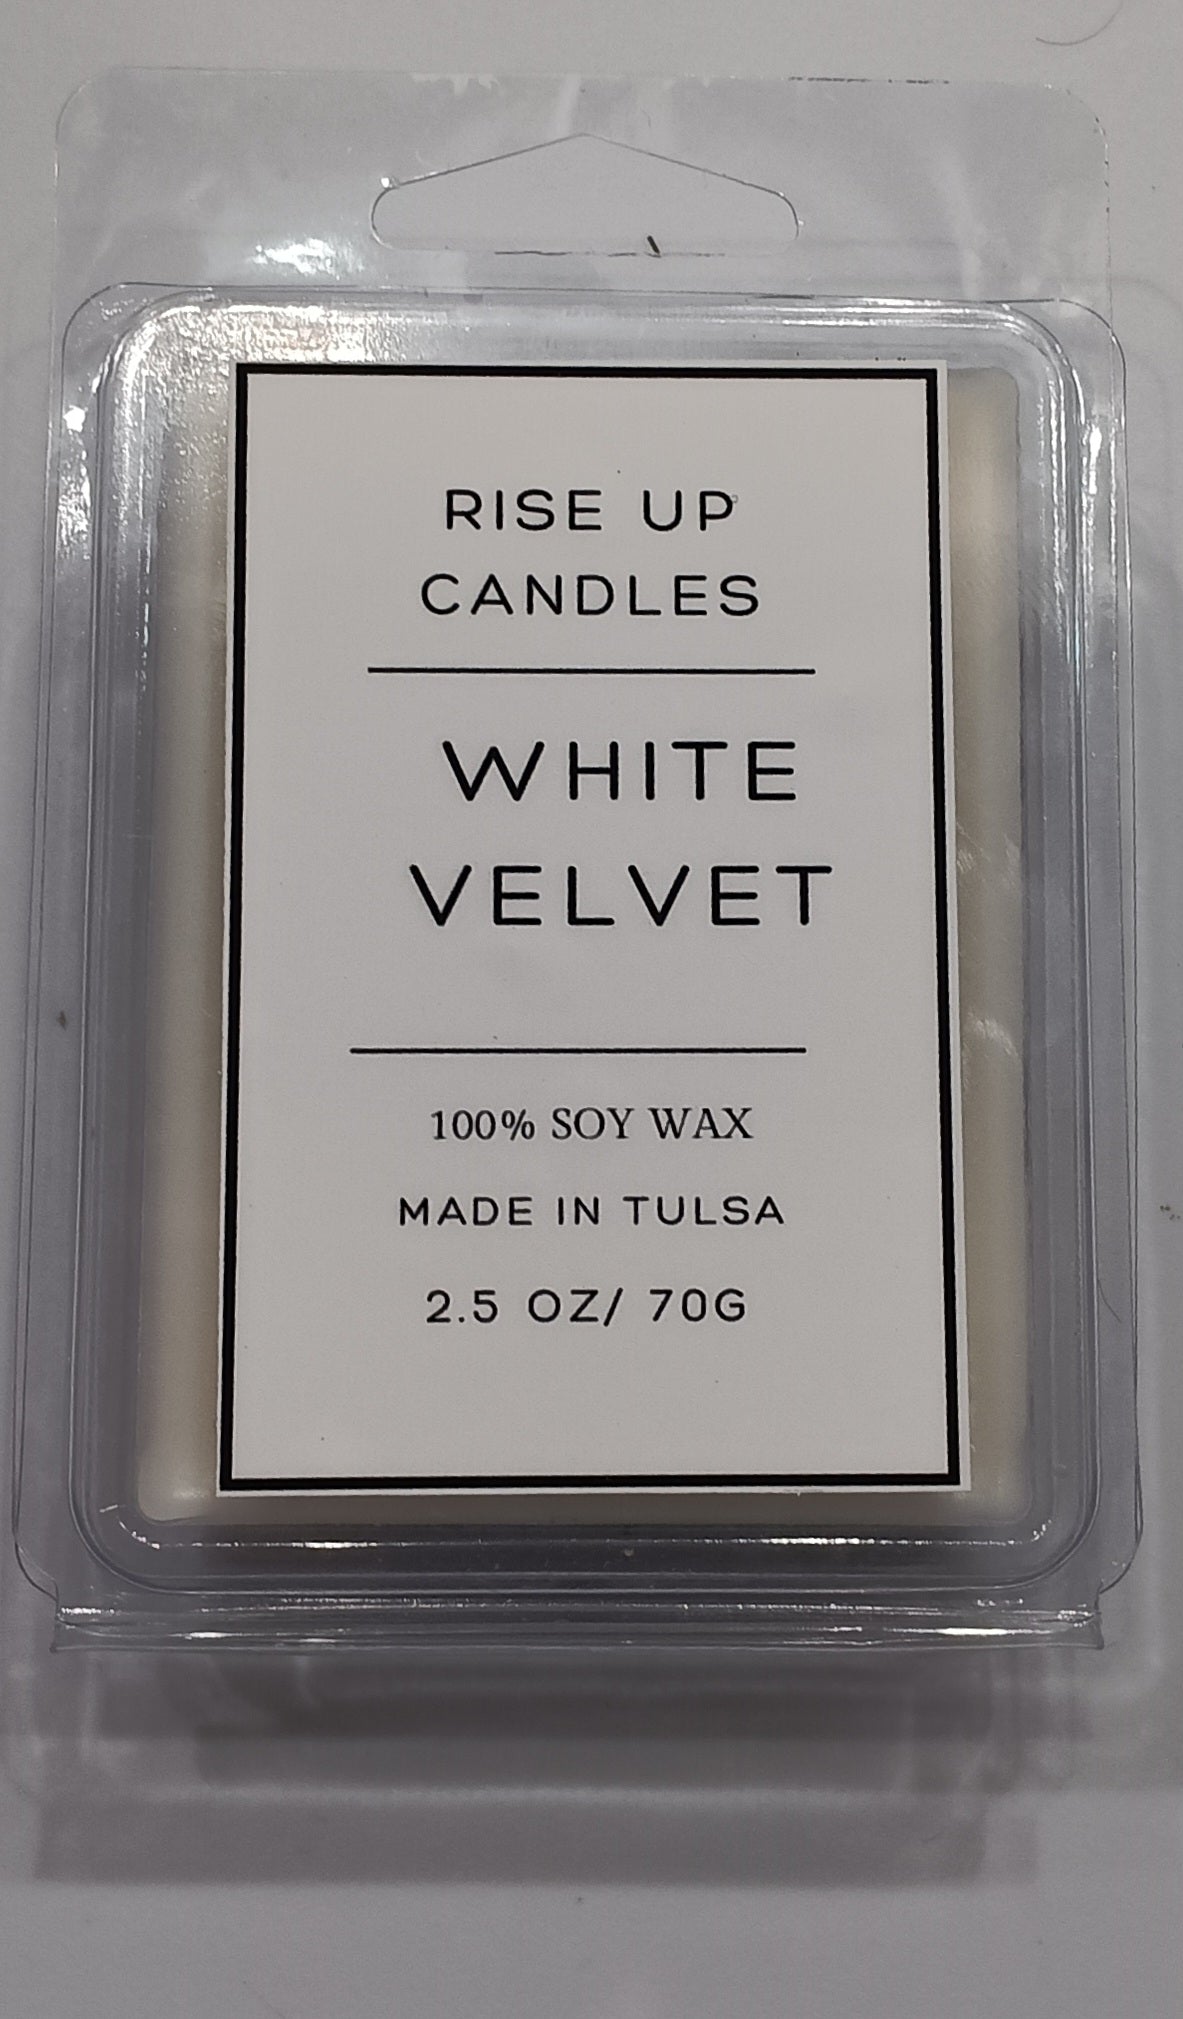 RISE UP
CANDLES
WHITE
VELVET
100% SOY WAX
MADE IN TULSA
2.5 OZ/ 70G